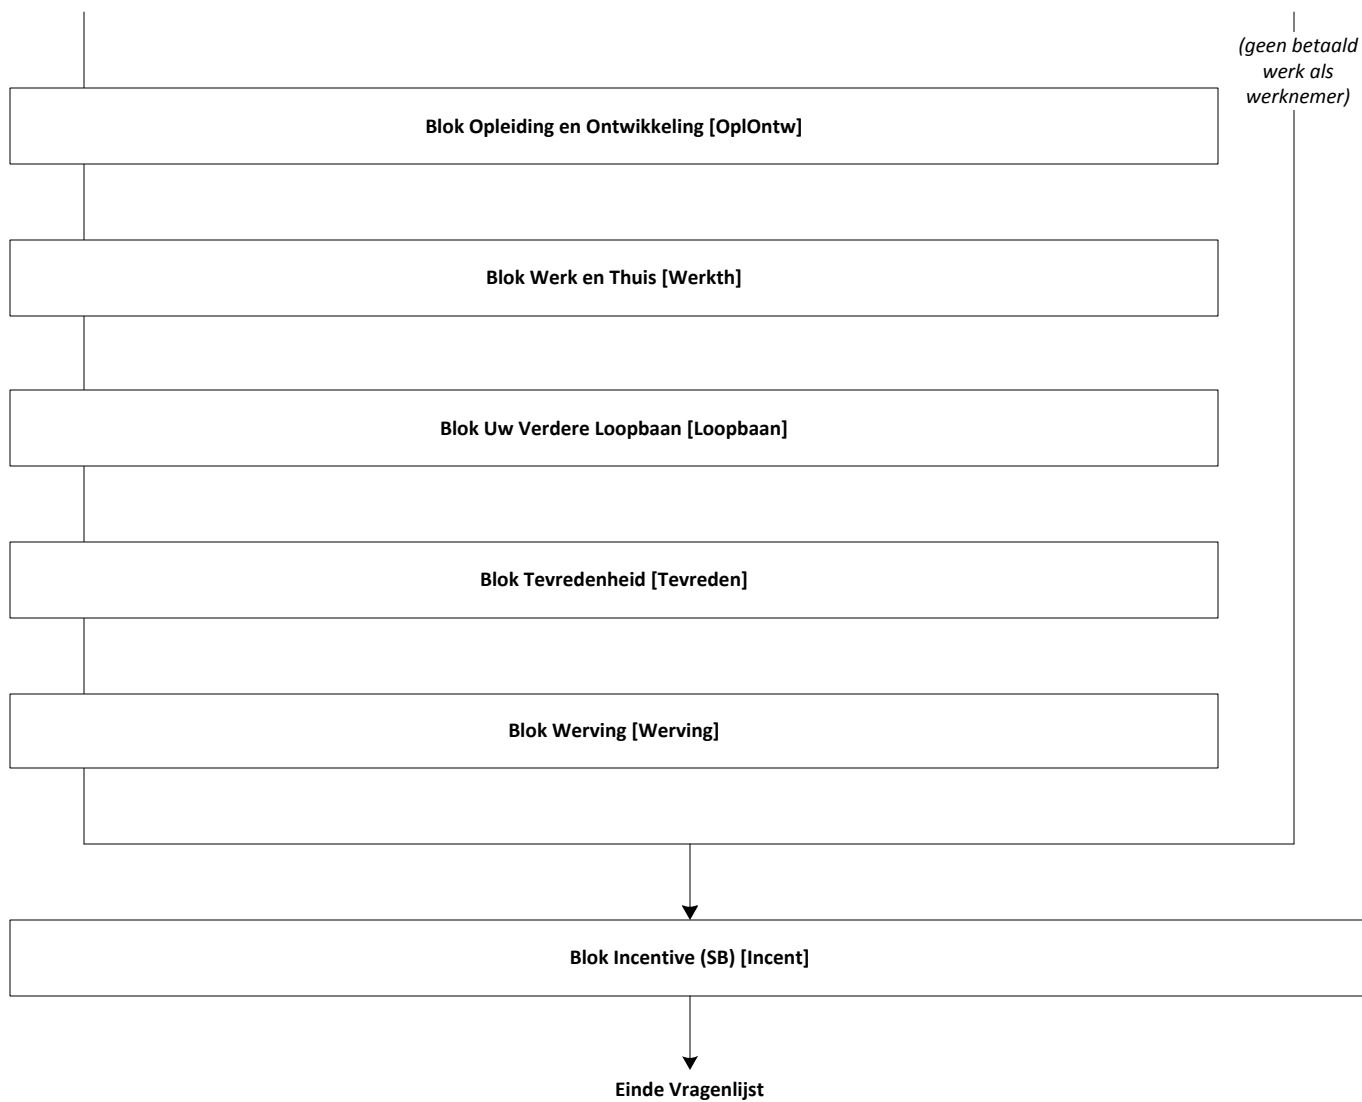 (geen betaald
werk als
werknemer)
Blok Opleiding en Ontwikkeling [OplOntw]
Blok Werk en Thuis [Werkth]
Blok Uw Verdere Loopbaan [Loopbaan]
Blok Tevredenheid [Tevreden]
Blok Werving [Werving]
Blok Incentive (SB) [Incent]
Einde Vragenlijst